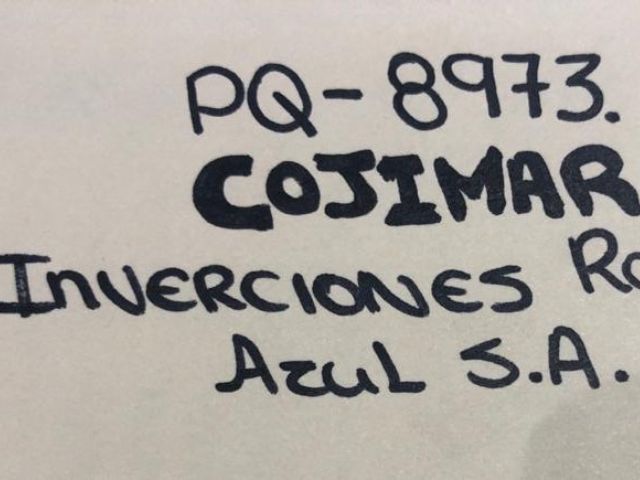 PQ-8973.
COJIMAR
INVERCIONES
AZUL S.A.